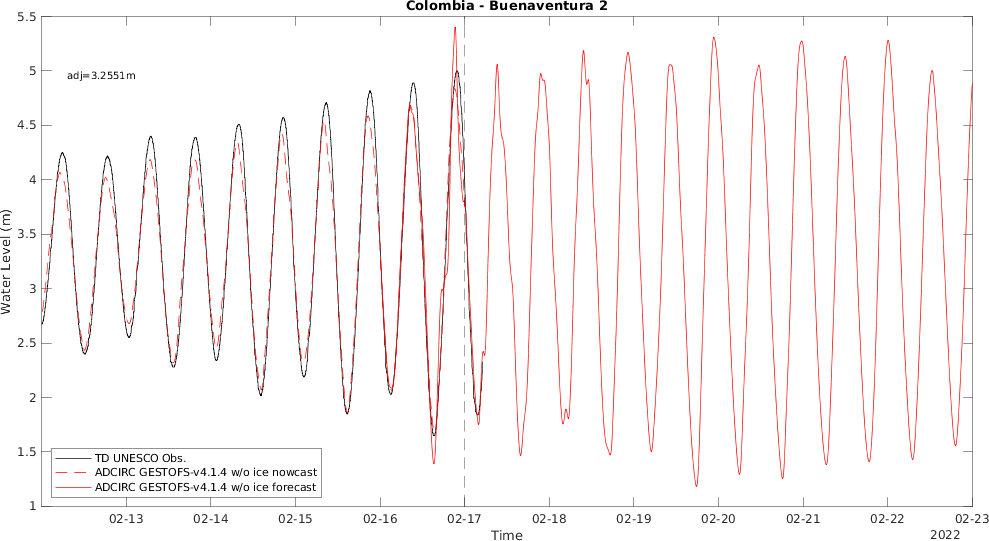 Colombia - Buenaventura 2
adj=3.2551m
5.5
5
4.5
4
3.5
3
2.5
2
1.5
1
Water Level (m)
TD UNESCO Obs.
ADCIRC GESTOFS-v4.1.4 w/o ice nowcast
ADCIRC GESTOFS-v4.1.4 w/o ice forecast
02-13 02-14 02-15 02-16 02-17 02-18 02-19 02-20 02-21 02-22 02-23
Time
2022